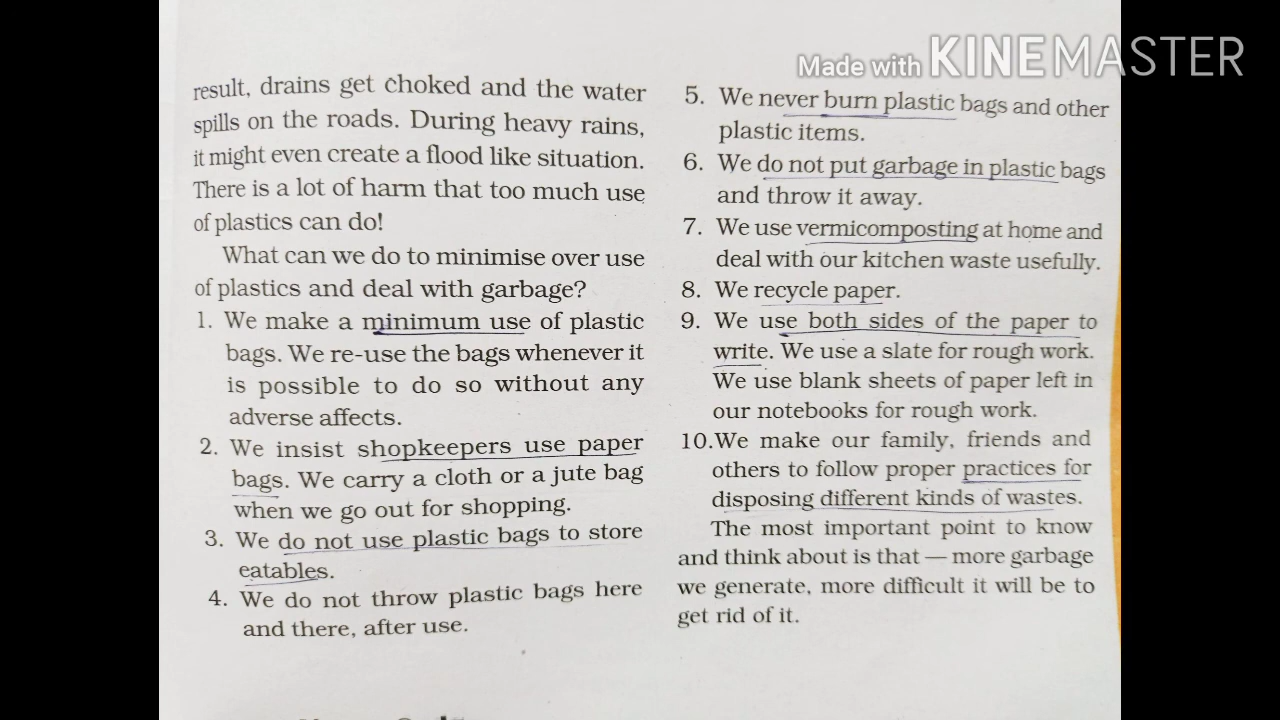 Made with KINEMASTER
result, drains get choked and the water
spills on the roads. During heavy rains,
it might even create a flood like situation.
There is a lot of harm that too much use
of plastics can do!
What can we do to minimise over use
of plastics and deal with garbage?
1. We make a minimum use of plastic
bags. We re-use the bags whenever it
is possible to do so without any
adverse affects.
2. We insist shopkeepers use paper
bags. We carry a cloth or a jute bag
when we go out for shopping.
3. We do not use plastic bags to store
eatables.
4. We do not throw plastic bags here
and there, after use.
5. We never burn plastic bags and other
plastic items.
6. We do not put garbage in plastic bags
and throw it away.
7. We use vermicomposting at home and
deal with our kitchen waste usefully.
8. We recycle paper.
9. We use both sides of the paper to
write. We use a slate for rough work.
We use blank sheets of paper left in
our notebooks for rough work.
10.We make our family, friends and
others to follow proper practices for
disposing different kinds of wastes.
The most important point to know
and think about is that — more garbage
we generate, more difficult it will be to
get rid of it.